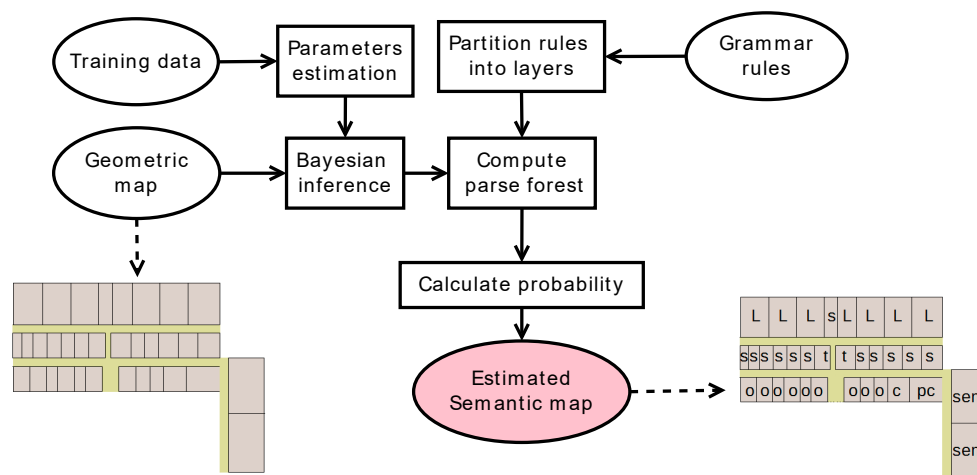 Training data
Parameters
estimation
Partition rules
into layers
Grammar
rules
Geometric
map
Bayesian
inference
Compute
parse forest
Calculate probability
Estimated
Semantic map
L L L s L L L L
s s s s s s t t s s s s s
o o o o o o o o o c pc